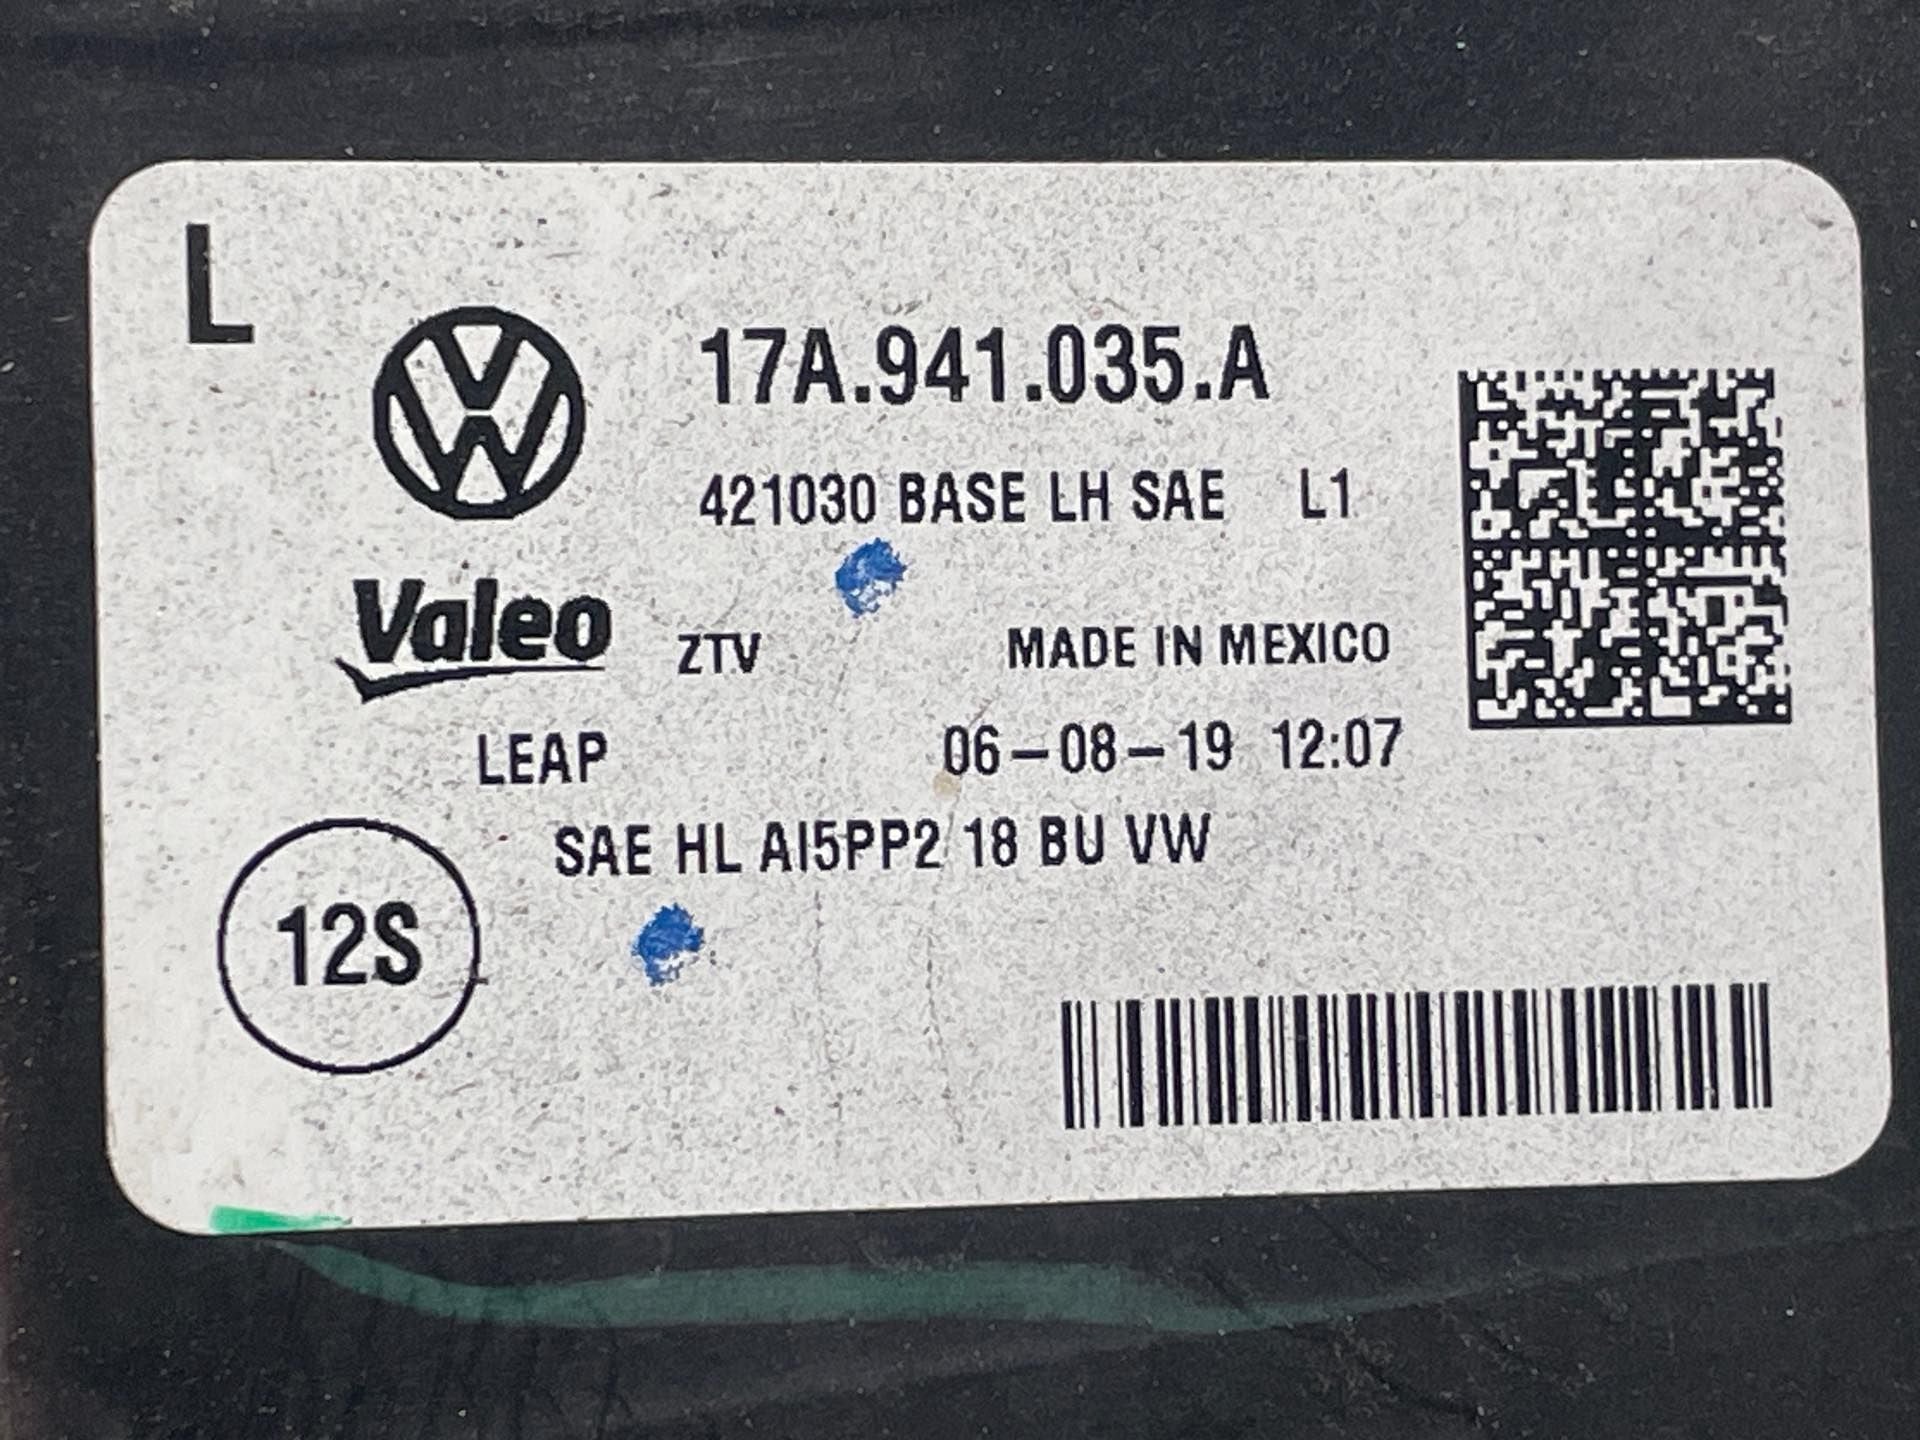 L
17A.941.035.A
421030 BASE LH SAE L1
Valeo ZTV MADE IN MEXICO
LEAP 06-08-19 12:07
SAE HL AI5PP2 18 BU VW
12S